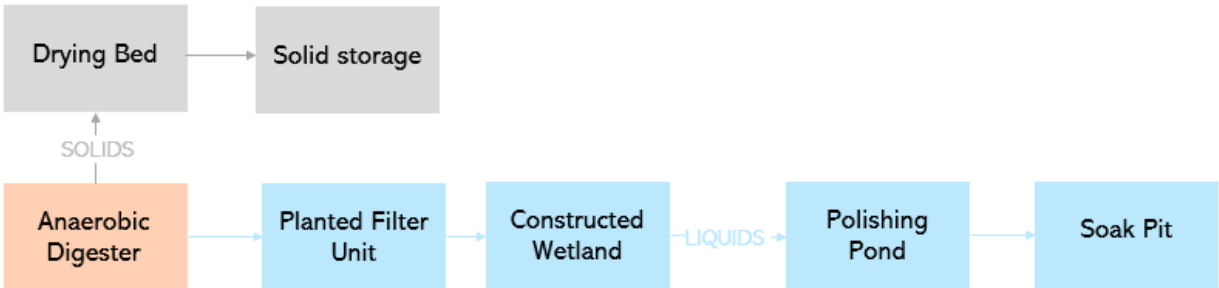 Drying Bed
Solid storage
SOLIDS
Anaerobic
Digester
Planted Filter
Unit
Constructed
Wetland
LIQUIDS
Polishing
Pond
Soak Pit